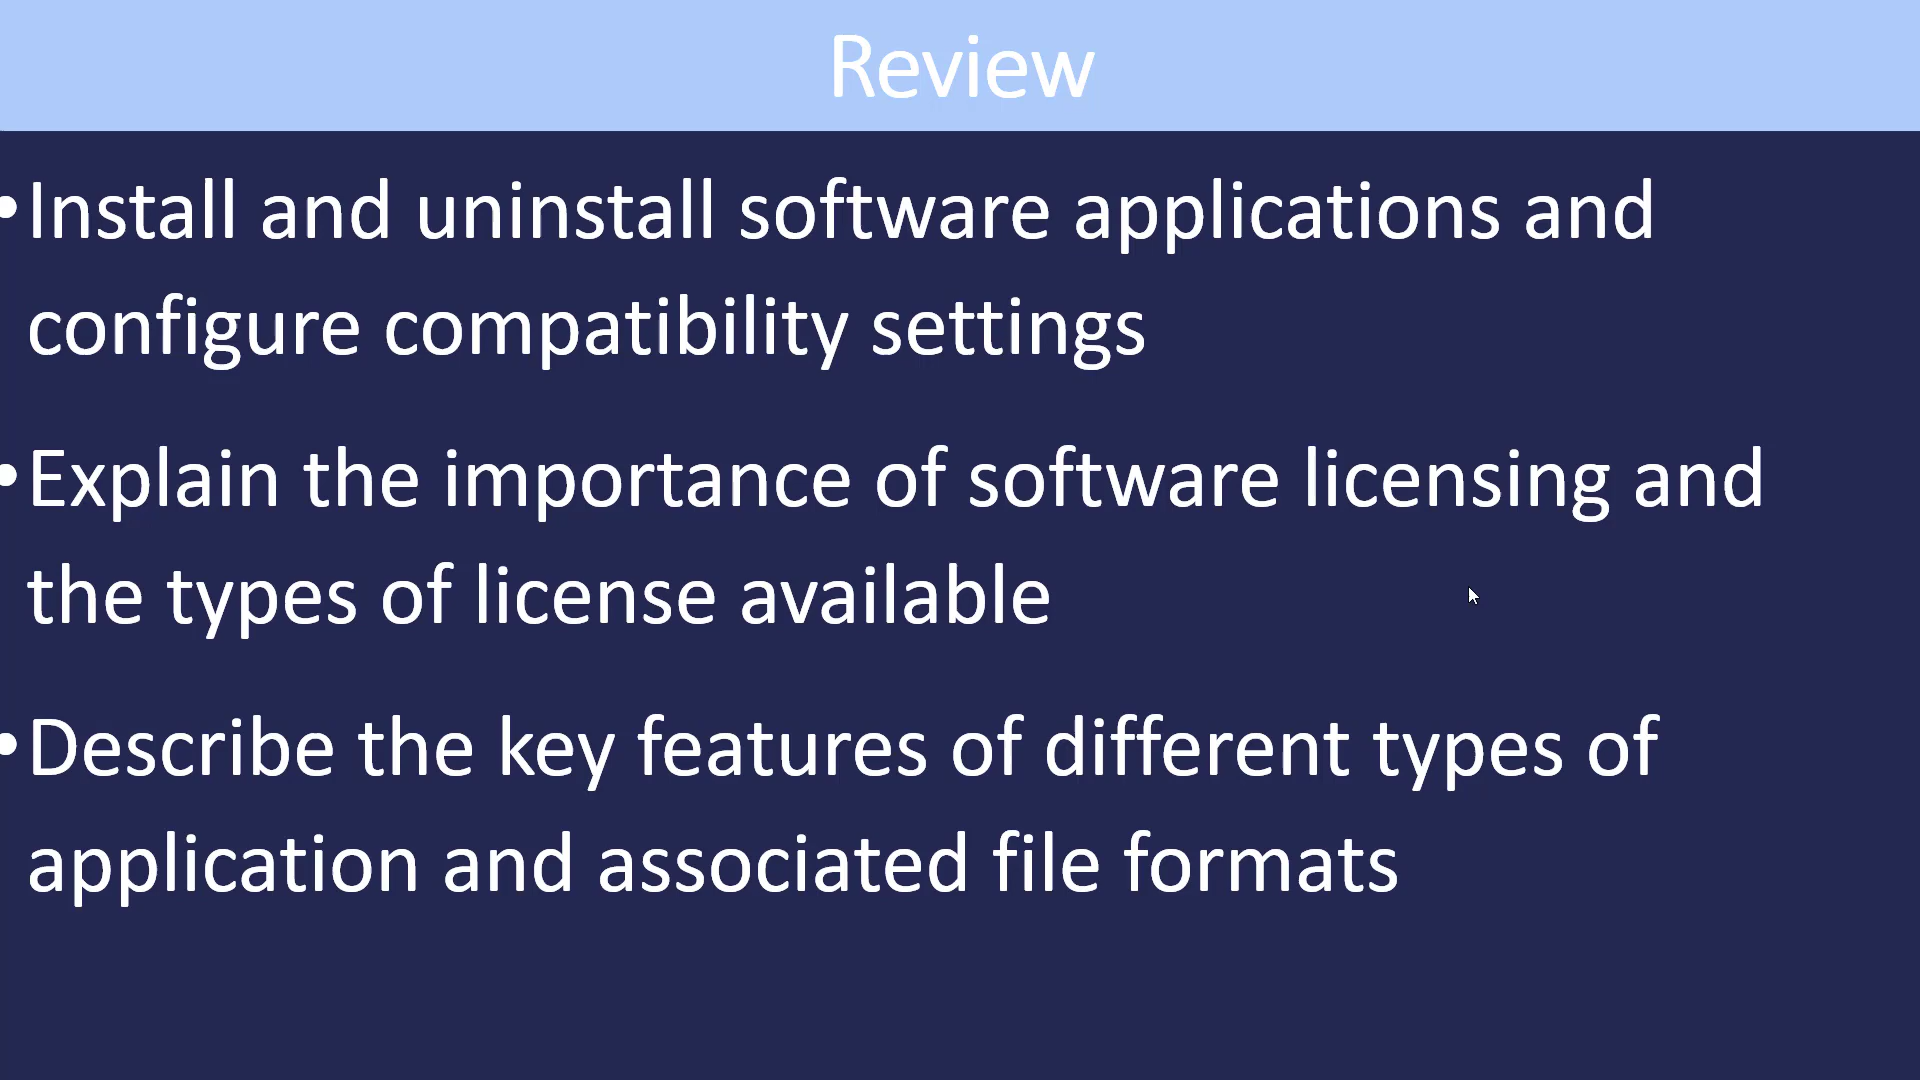 Review
•Install and uninstall software applications and
configure compatibility settings
•Explain the importance of software licensing and
the types of license available
•Describe the key features of different types of
application and associated file formats